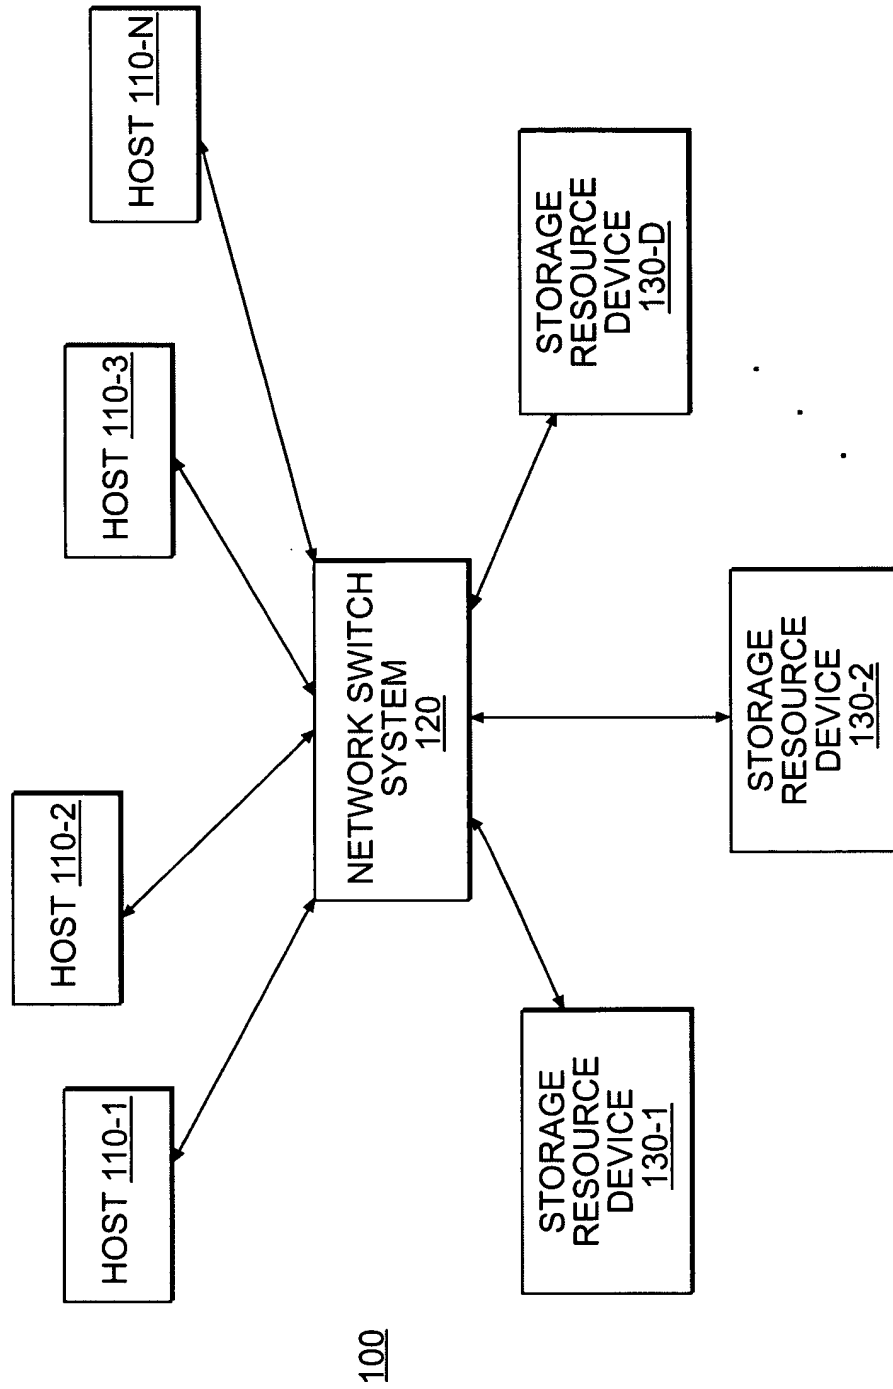 HOST 110-1
HOST 110-2
HOST 110-3
HOST 110-N
NETWORK SWITCH
SYSTEM
120
STORAGE
RESOURCE
DEVICE
130-1
STORAGE
RESOURCE
DEVICE
130-2
STORAGE
RESOURCE
DEVICE
130-D
100